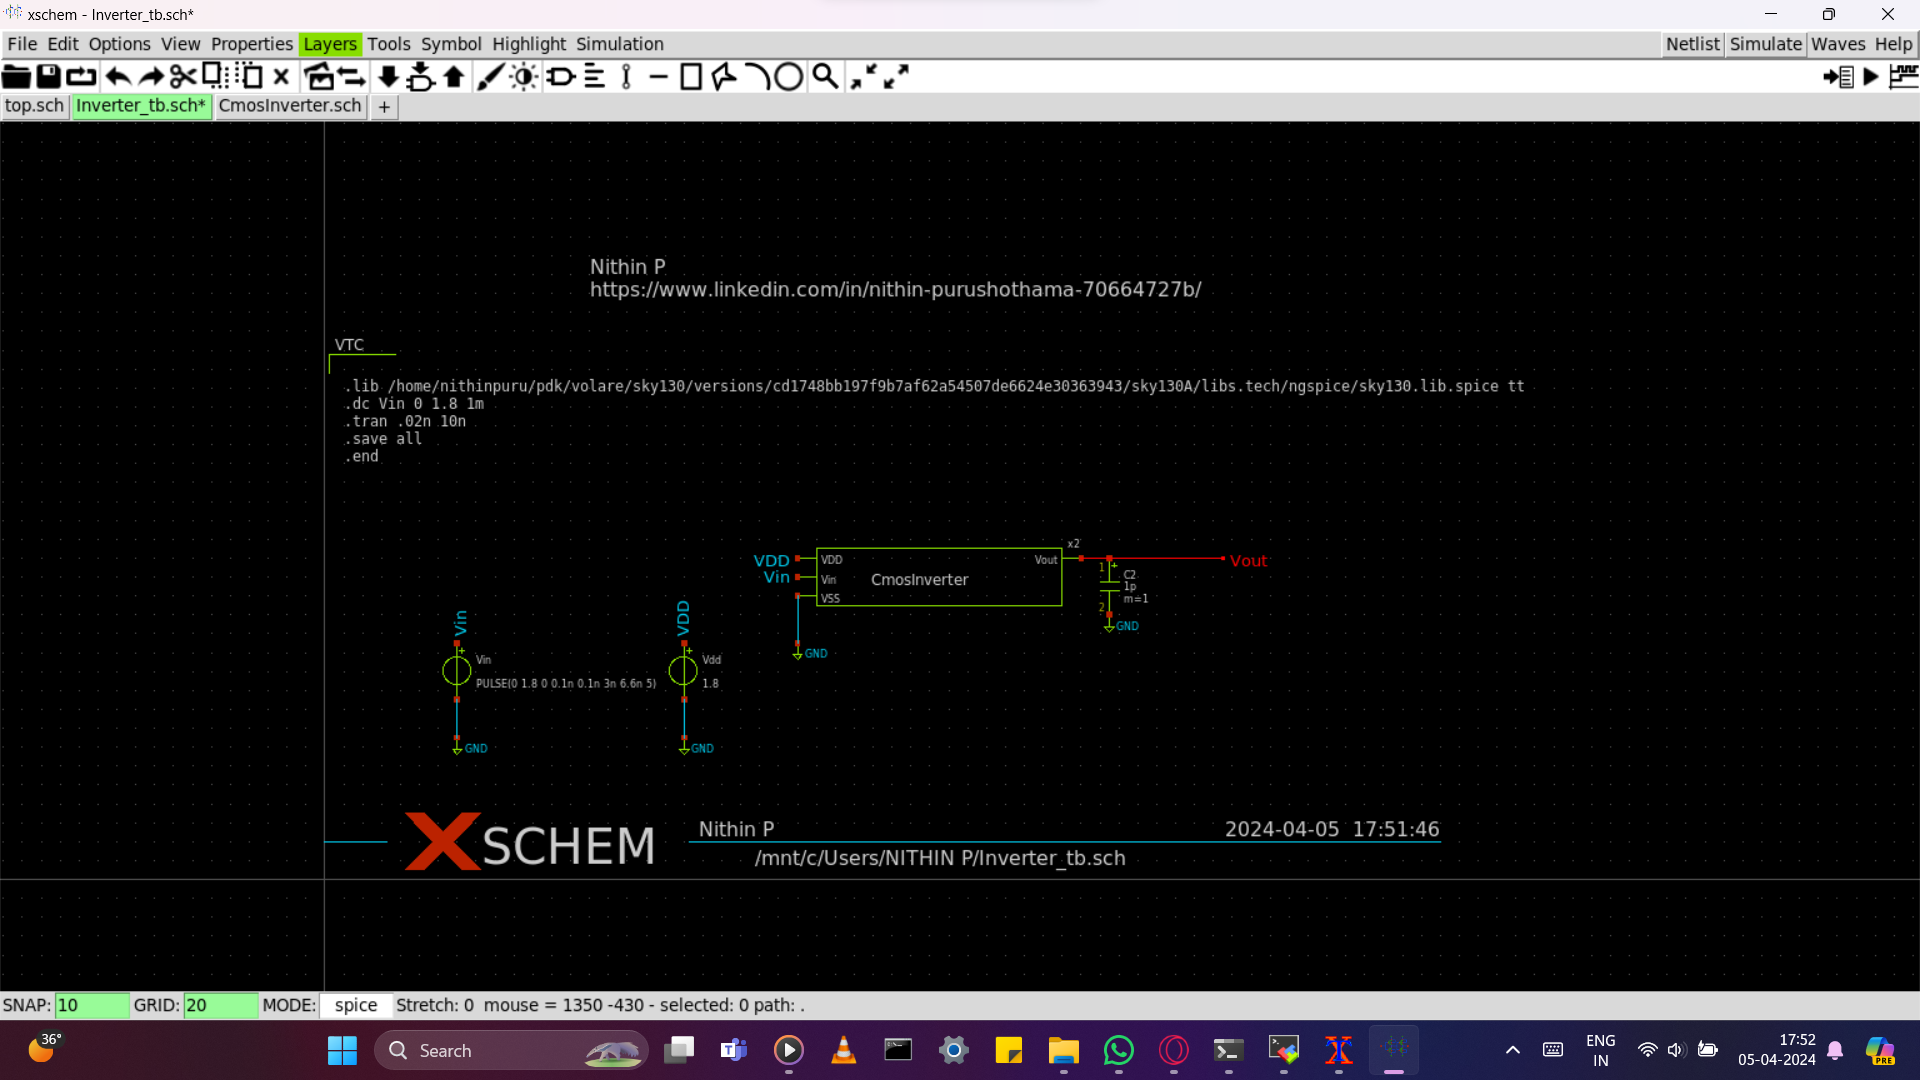 xschem - Inverter_tb.sch*
File Edit Options View Properties Layers Tools Symbol Highlight Simulation Netlist Simulate Waves Help
top.sch Inverter_tb.sch* CmosInverter.sch +
Nithin P
https://www.linkedin.com/in/nithin-purushothama-70664727b/
VTC
.lib /home/nithinpuru/pdk/volare/sky130/versions/cd1748bb197f9b7af62a54507de6624e30363943/sky130A/libs.tech/ngspice/sky130.lib.spice tt
.dc Vin 0 1.8 1m
.tran .02n 10n
.save all
.end
x2
VDD VDD Vout Vout
Vin Vin CmosInverter
VSS
1 C2
1p
m=1
2
GND
GND
Vin VDD
Vin Vdd
PULSE(0 1.8 0 0.1n 0.1n 3n 6.6n 5) 1.8
GND GND
XSCHEM
Nithin P 2024-04-05 17:51:46
/mnt/c/Users/NITHIN P/Inverter_tb.sch
SNAP: 10 GRID: 20 MODE: spice Stretch: 0 mouse = 1350 -430 - selected: 0 path: .
36°
Search
ENG
IN
17:52
05-04-2024
PRE